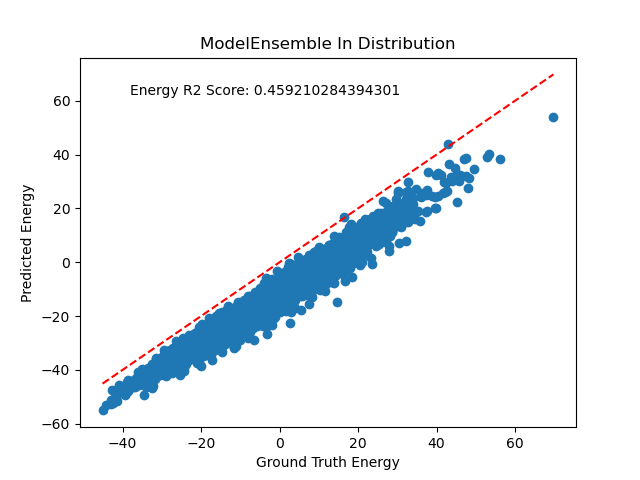 ModelEnsemble In Distribution
Energy R2 Score: 0.459210284394301
60
40
20
0
−20
−40
−60
Predicted Energy
−40 −20 0 20 40 60
Ground Truth Energy